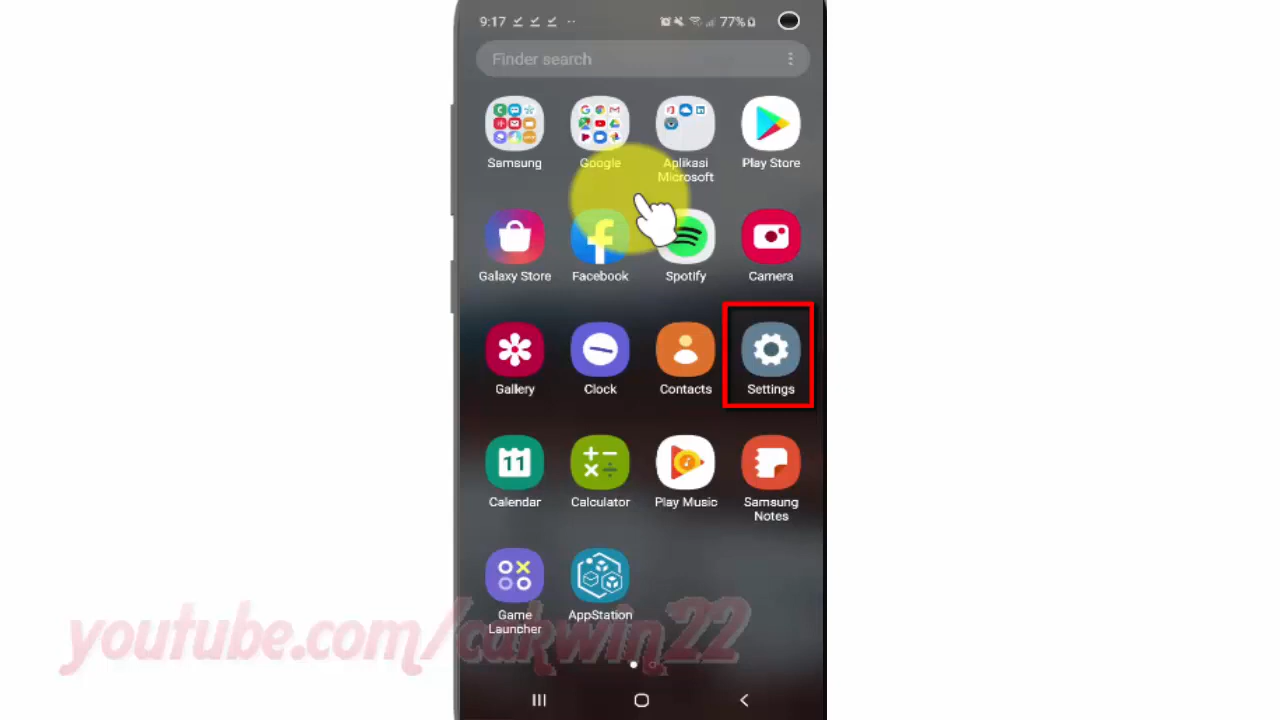 9:17
77%
Finder search
Samsung
Google
Aplikasi
Microsoft
Play Store
Galaxy Store
Facebook
Spotify
Camera
Gallery
Clock
Contacts
Settings
11
Calendar
Calculator
Play Music
Samsung
Notes
Game
Launcher
AppStation
youtube.com/cakwin22